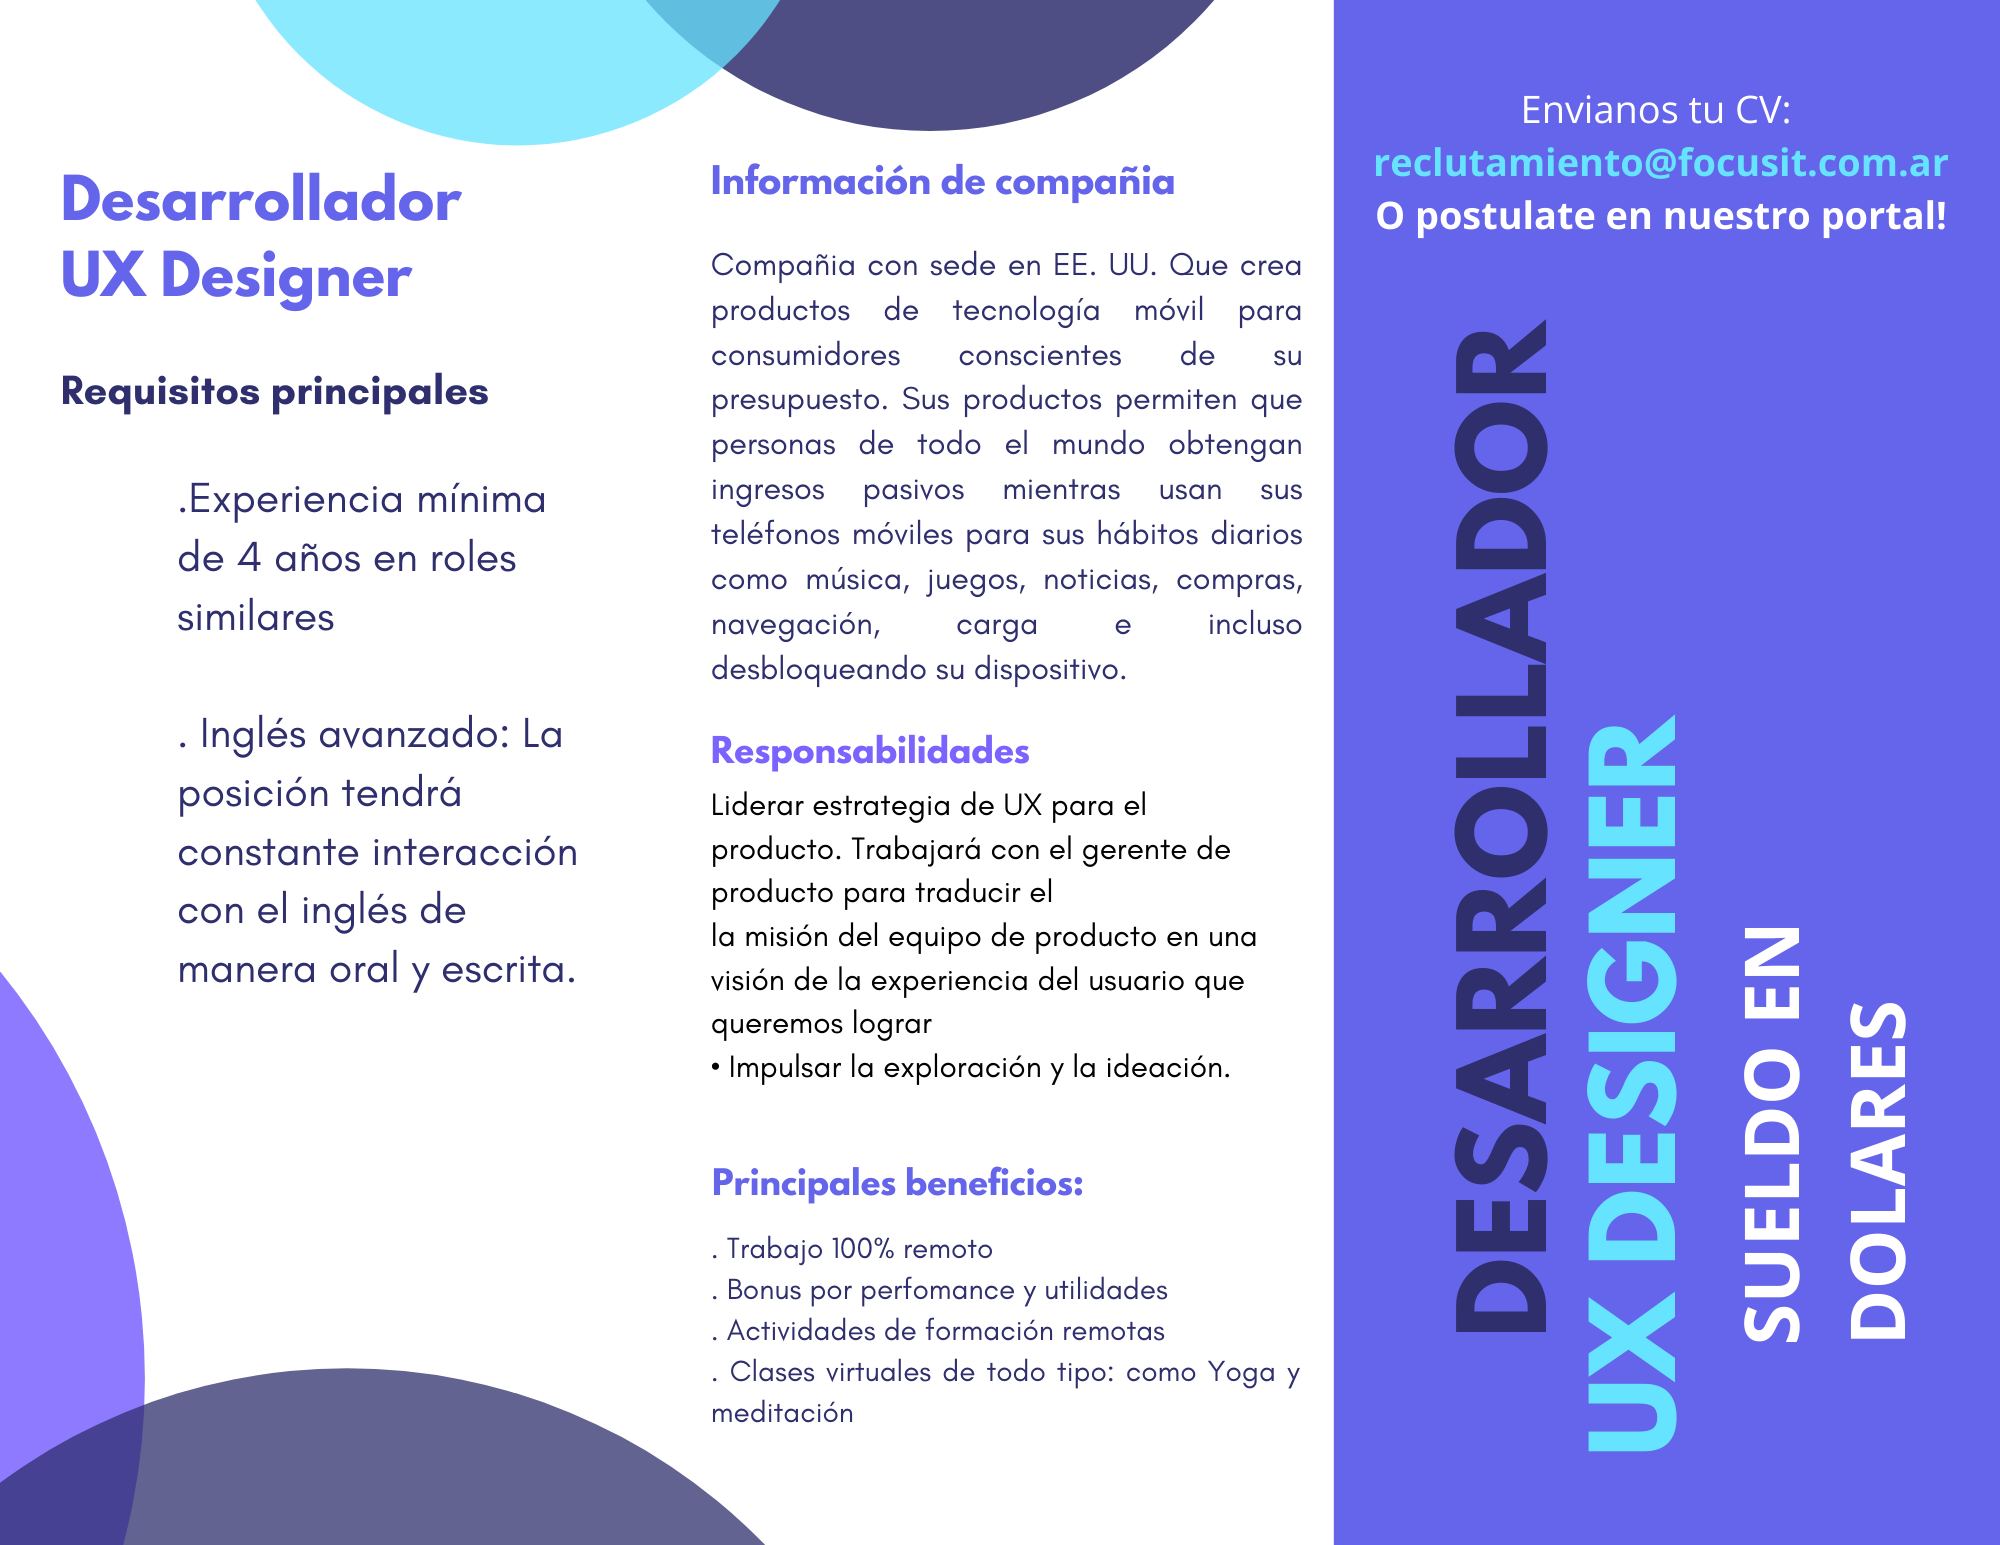 Desarrollador
UX Designer
Requisitos principales
.Experiencia mínima
de 4 años en roles
similares
. Inglés avanzado: La
posición tendrá
constante interacción
con el inglés de
manera oral y escrita.
Información de compañia
Compañia con sede en EE. UU. Que crea
productos de tecnología móvil para
consumidores conscientes de su
presupuesto. Sus productos permiten que
personas de todo el mundo obtengan
ingresos pasivos mientras usan sus
teléfonos móviles para sus hábitos diarios
como música, juegos, noticias, compras,
navegación, carga e incluso
desbloqueando su dispositivo.
Responsabilidades
Liderar estrategia de UX para el
producto. Trabajará con el gerente de
producto para traducir el
la misión del equipo de producto en una
visión de la experiencia del usuario que
queremos lograr
• Impulsar la exploración y la ideación.
Principales beneficios:
. Trabajo 100% remoto
. Bonus por perfomance y utilidades
. Actividades de formación remotas
. Clases virtuales de todo tipo: como Yoga y
meditación
Envianos tu CV:
reclutamiento@focusit.com.ar
O postulate en nuestro portal!
DESARROLLADOR
UX DESIGNER
SUELDO EN
DOLARES